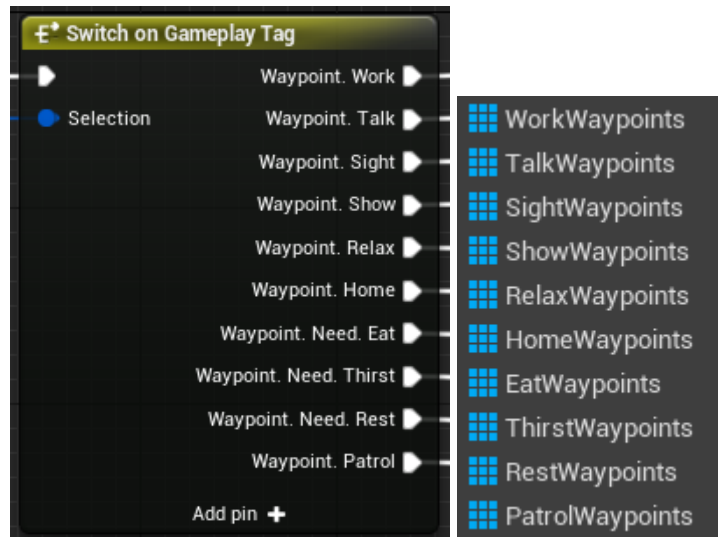 Switch on Gameplay Tag
Waypoint. Work
Selection
Waypoint. Talk
Waypoint. Sight
Waypoint. Show
Waypoint. Relax
Waypoint. Home
Waypoint. Need. Eat
Waypoint. Need. Thirst
Waypoint. Need. Rest
Waypoint. Patrol
Add pin +
WorkWaypoints
TalkWaypoints
SightWaypoints
ShowWaypoints
RelaxWaypoints
HomeWaypoints
EatWaypoints
ThirstWaypoints
RestWaypoints
PatrolWaypoints